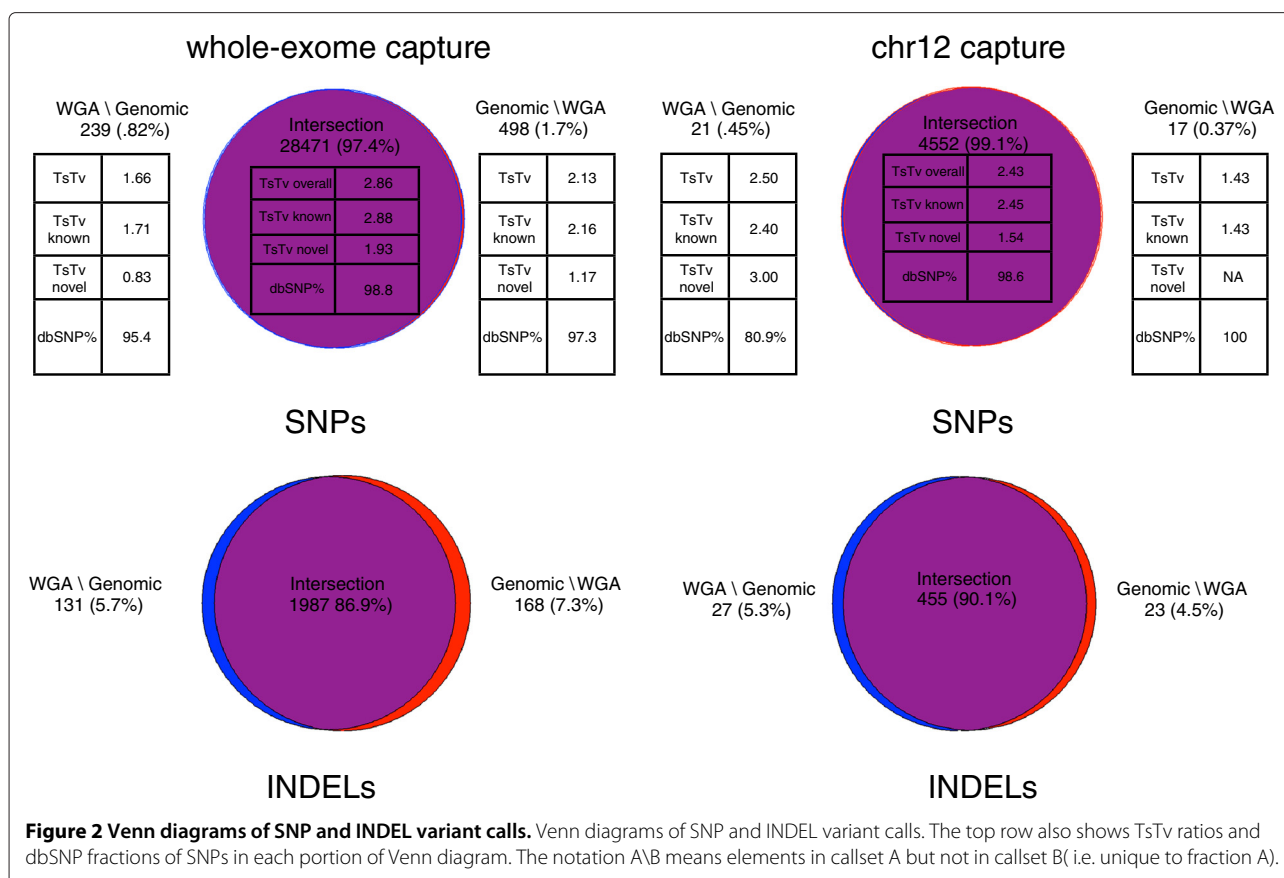 whole-exome capture
chr12 capture
WGA \ Genomic
239 (.82%)
TsTv 1.66
TsTv known 1.71
TsTv novel 0.83
dbSNP% 95.4
Intersection
28471 (97.4%)
TsTv overall 2.86
TsTv known 2.88
TsTv novel 1.93
dbSNP% 98.8
Genomic \ WGA
498 (1.7%)
TsTv 2.13
TsTv known 2.16
TsTv novel 1.17
dbSNP% 97.3
WGA \ Genomic
21 (.45%)
TsTv 2.50
TsTv known 2.40
TsTv novel 3.00
dbSNP% 80.9%
Intersection
4552 (99.1%)
TsTv overall 2.43
TsTv known 2.45
TsTv novel 1.54
dbSNP% 98.6
Genomic \ WGA
17 (0.37%)
TsTv 1.43
TsTv known 1.43
TsTv novel NA
dbSNP% 100
SNPs
SNPs
WGA \ Genomic
131 (5.7%)
Intersection
1987 86.9%)
Genomic \ WGA
168 (7.3%)
WGA \ Genomic
27 (5.3%)
Intersection
455 (90.1%)
Genomic \ WGA
23 (4.5%)
INDELs
INDELs
Figure 2 Venn diagrams of SNP and INDEL variant calls. Venn diagrams of SNP and INDEL variant calls. The top row also shows TsTv ratios and
dbSNP fractions of SNPs in each portion of Venn diagram. The notation A\B means elements in callset A but not in callset B( i.e. unique to fraction A).